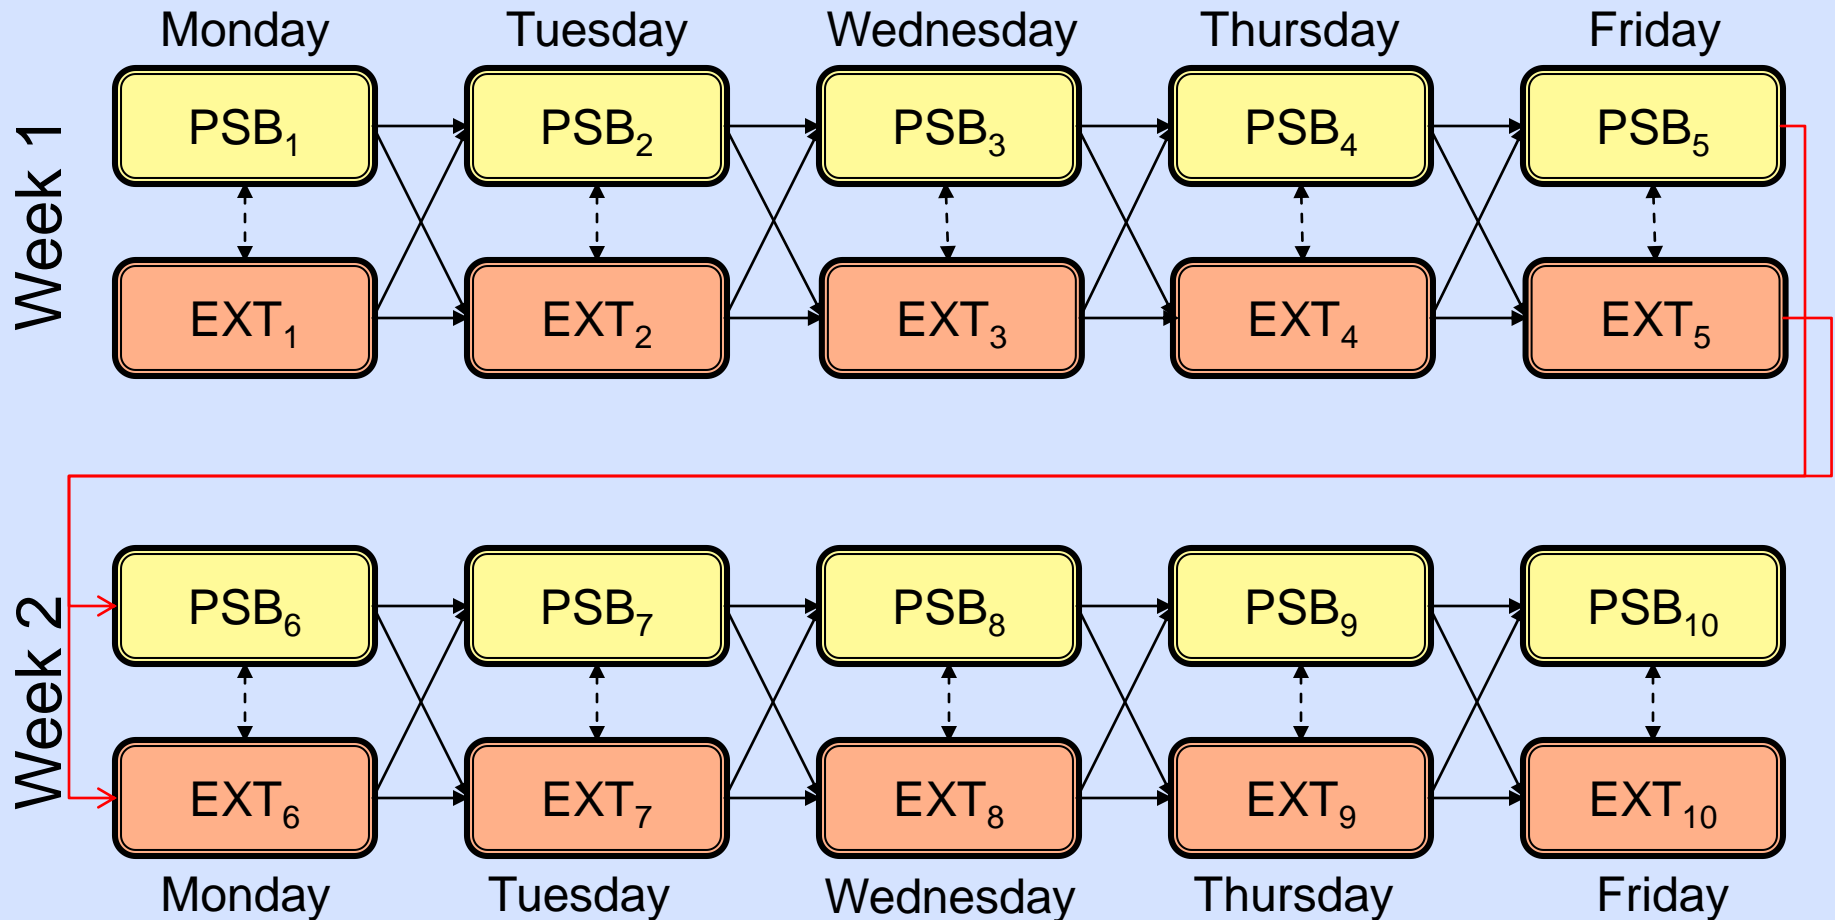 Monday Tuesday Wednesday Thursday Friday
Week 1
PSB₁ PSB₂ PSB₃ PSB₄ PSB₅
EXT₁ EXT₂ EXT₃ EXT₄ EXT₅
Week 2
PSB₆ PSB₇ PSB₈ PSB₉ PSB₁₀
EXT₆ EXT₇ EXT₈ EXT₉ EXT₁₀
Monday Tuesday Wednesday Thursday Friday